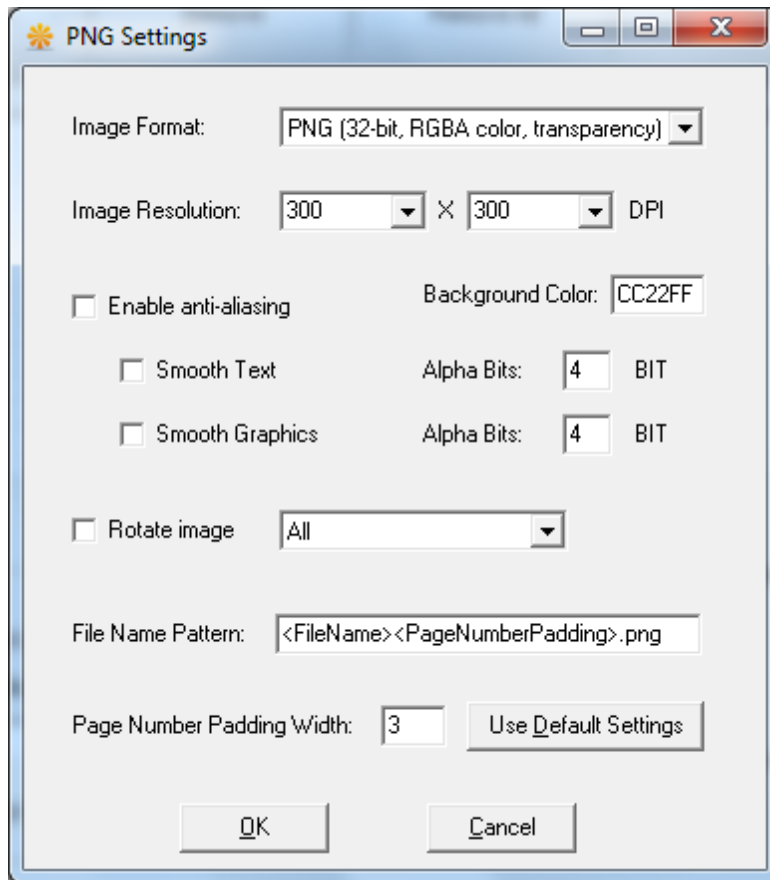 PNG Settings
Image Format: PNG (32-bit, RGBA color, transparency)
Image Resolution: 300 X 300 DPI
Enable anti-aliasing Background Color: CC22FF
Smooth Text Alpha Bits: 4 BIT
Smooth Graphics Alpha Bits: 4 BIT
Rotate image All
File Name Pattern: <FileName><PageNumberPadding>.png
Page Number Padding Width: 3 Use Default Settings
OK Cancel